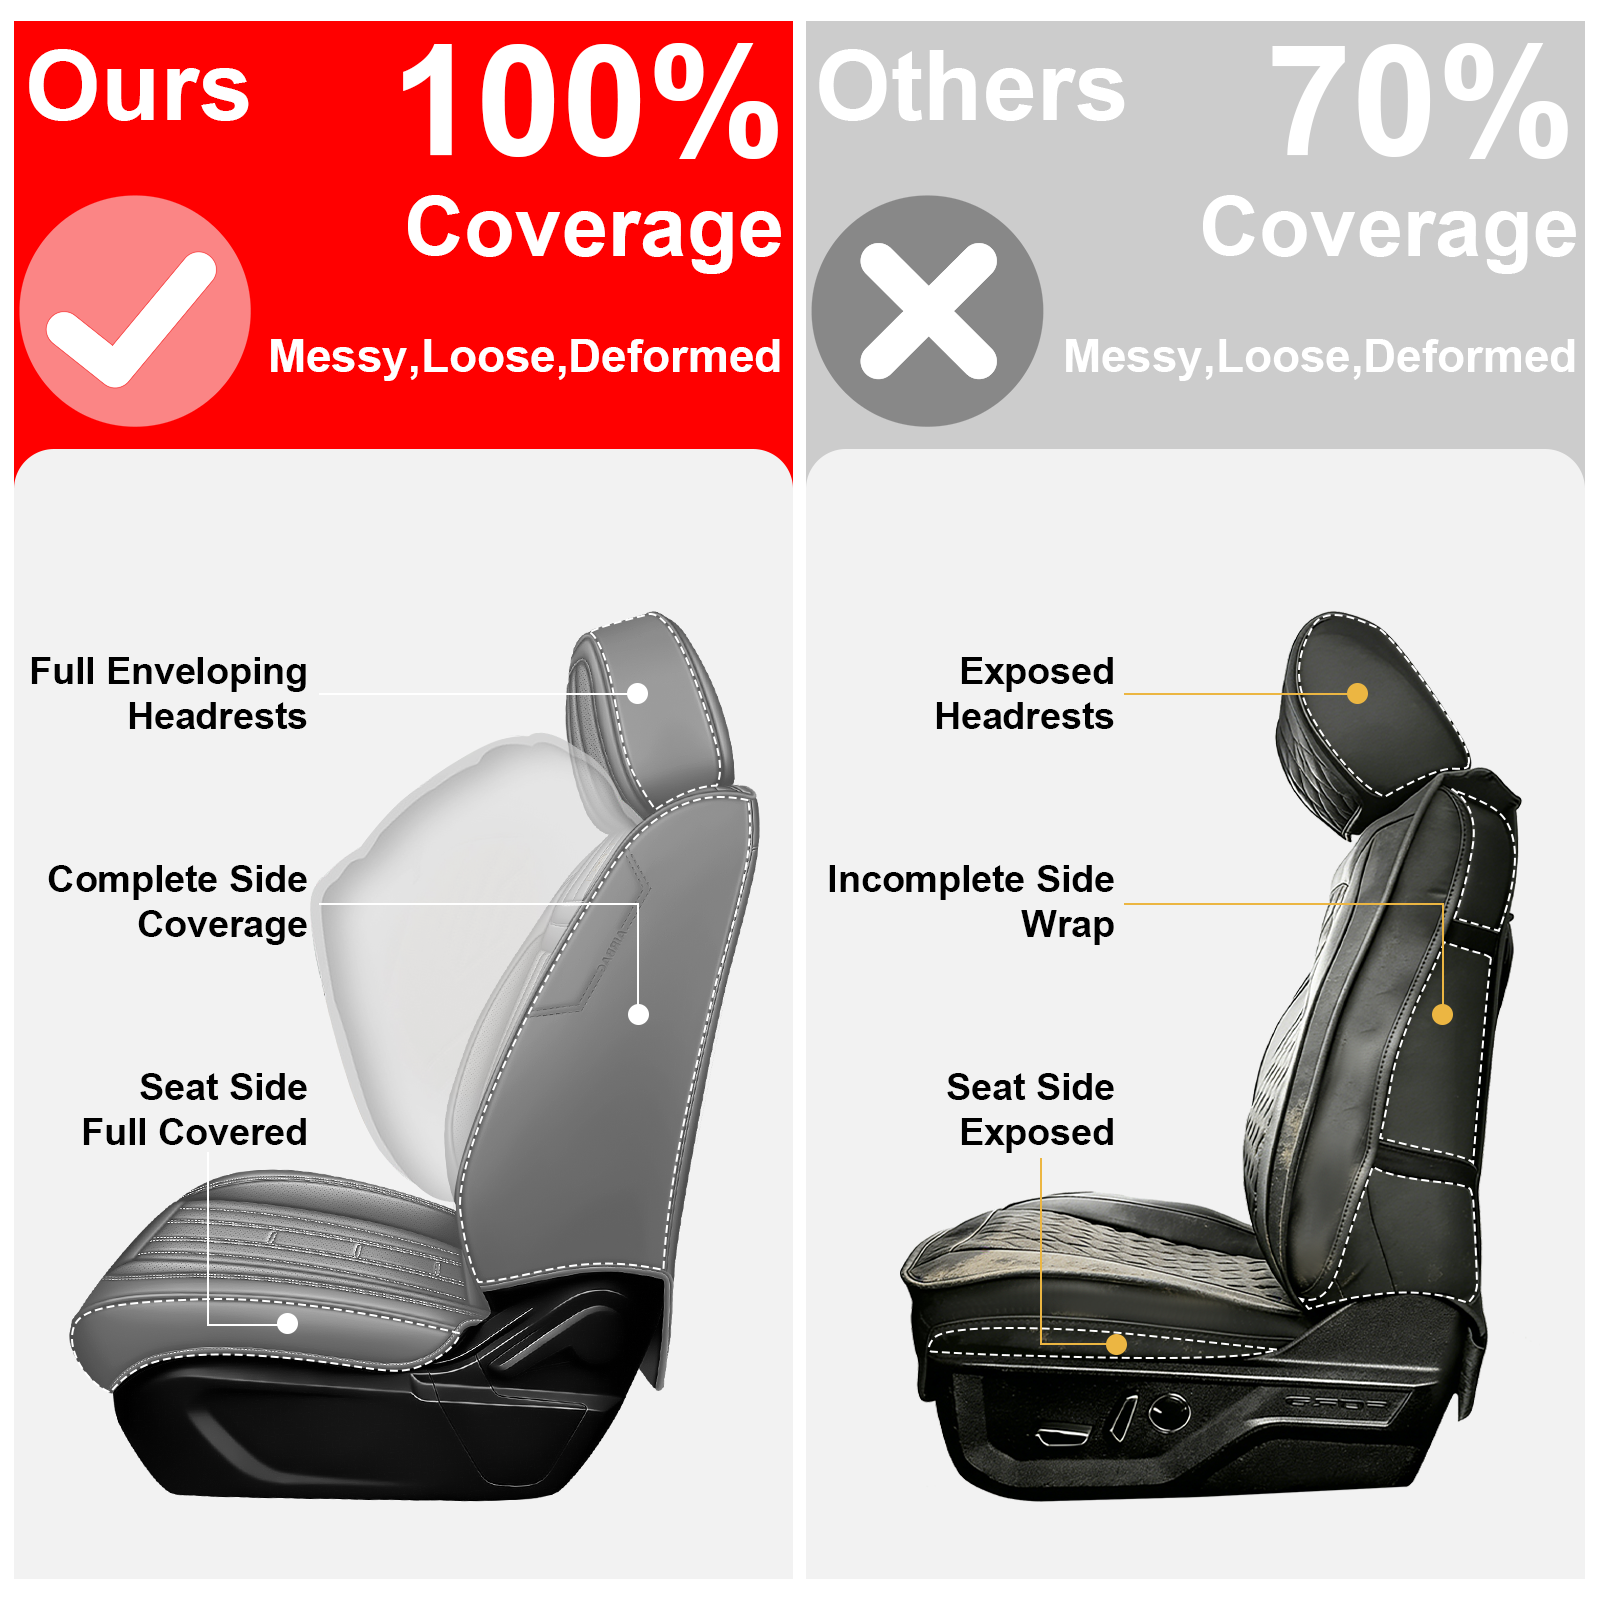 Ours
100%
Coverage
Messy,Loose,Deformed
Full Enveloping
Headrests
Complete Side
Coverage
Seat Side
Full Covered
Others
70%
Coverage
Messy,Loose,Deformed
Exposed
Headrests
Incomplete Side
Wrap
Seat Side
Exposed